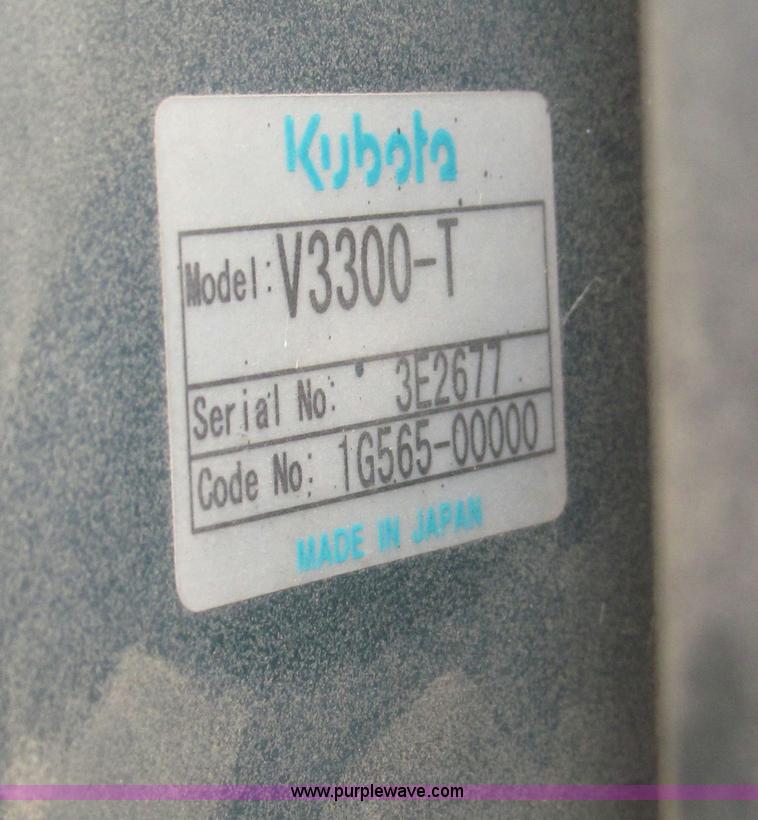 Kubota
Model: V3300-T
Serial No: 3E2677
Code No: 1G565-00000
MADE IN JAPAN
www.purplewave.com